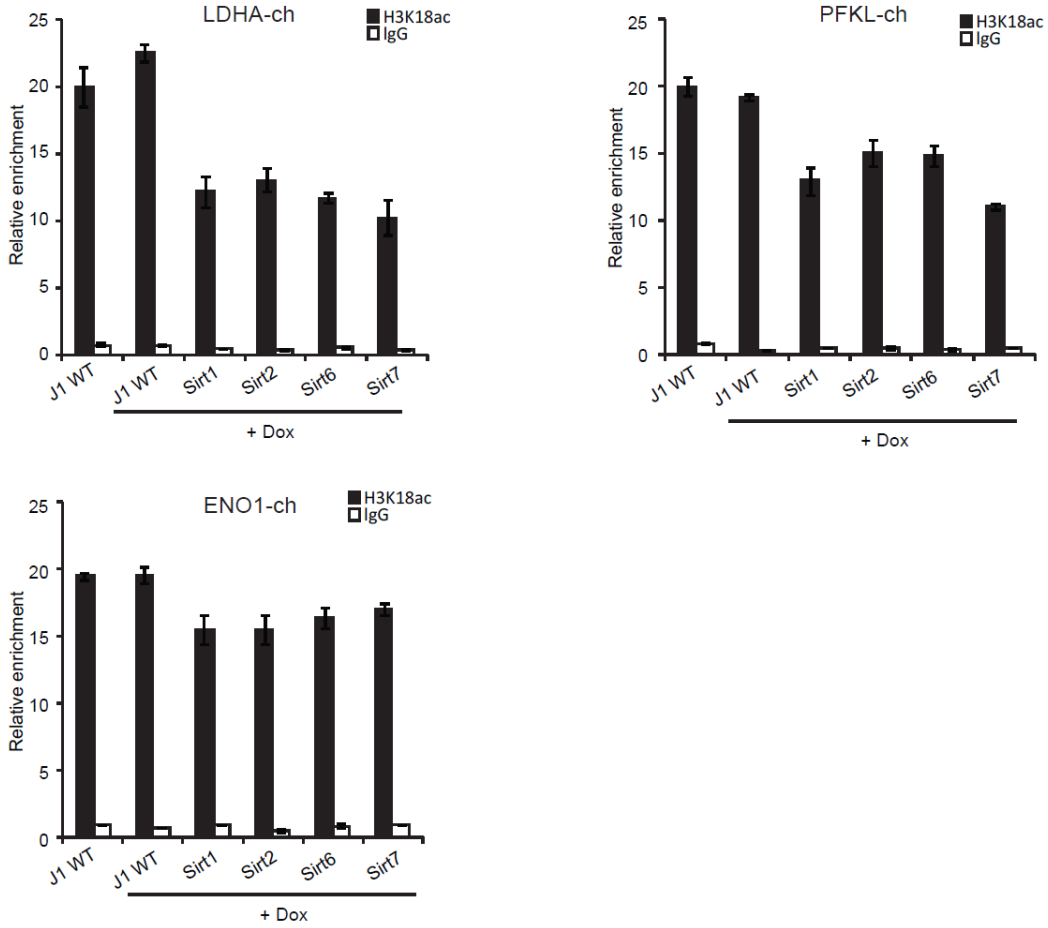 LDHA-ch
H3K18ac
IgG
Relative enrichment
25
20
15
10
5
0
J1 WT
J1 WT
Sirt1
Sirt2
Sirt6
Sirt7
+ Dox
PFKL-ch
H3K18ac
IgG
Relative enrichment
25
20
15
10
5
0
J1 WT
J1 WT
Sirt1
Sirt2
Sirt6
Sirt7
+ Dox
ENO1-ch
H3K18ac
IgG
Relative enrichment
25
20
15
10
5
0
J1 WT
J1 WT
Sirt1
Sirt2
Sirt6
Sirt7
+ Dox